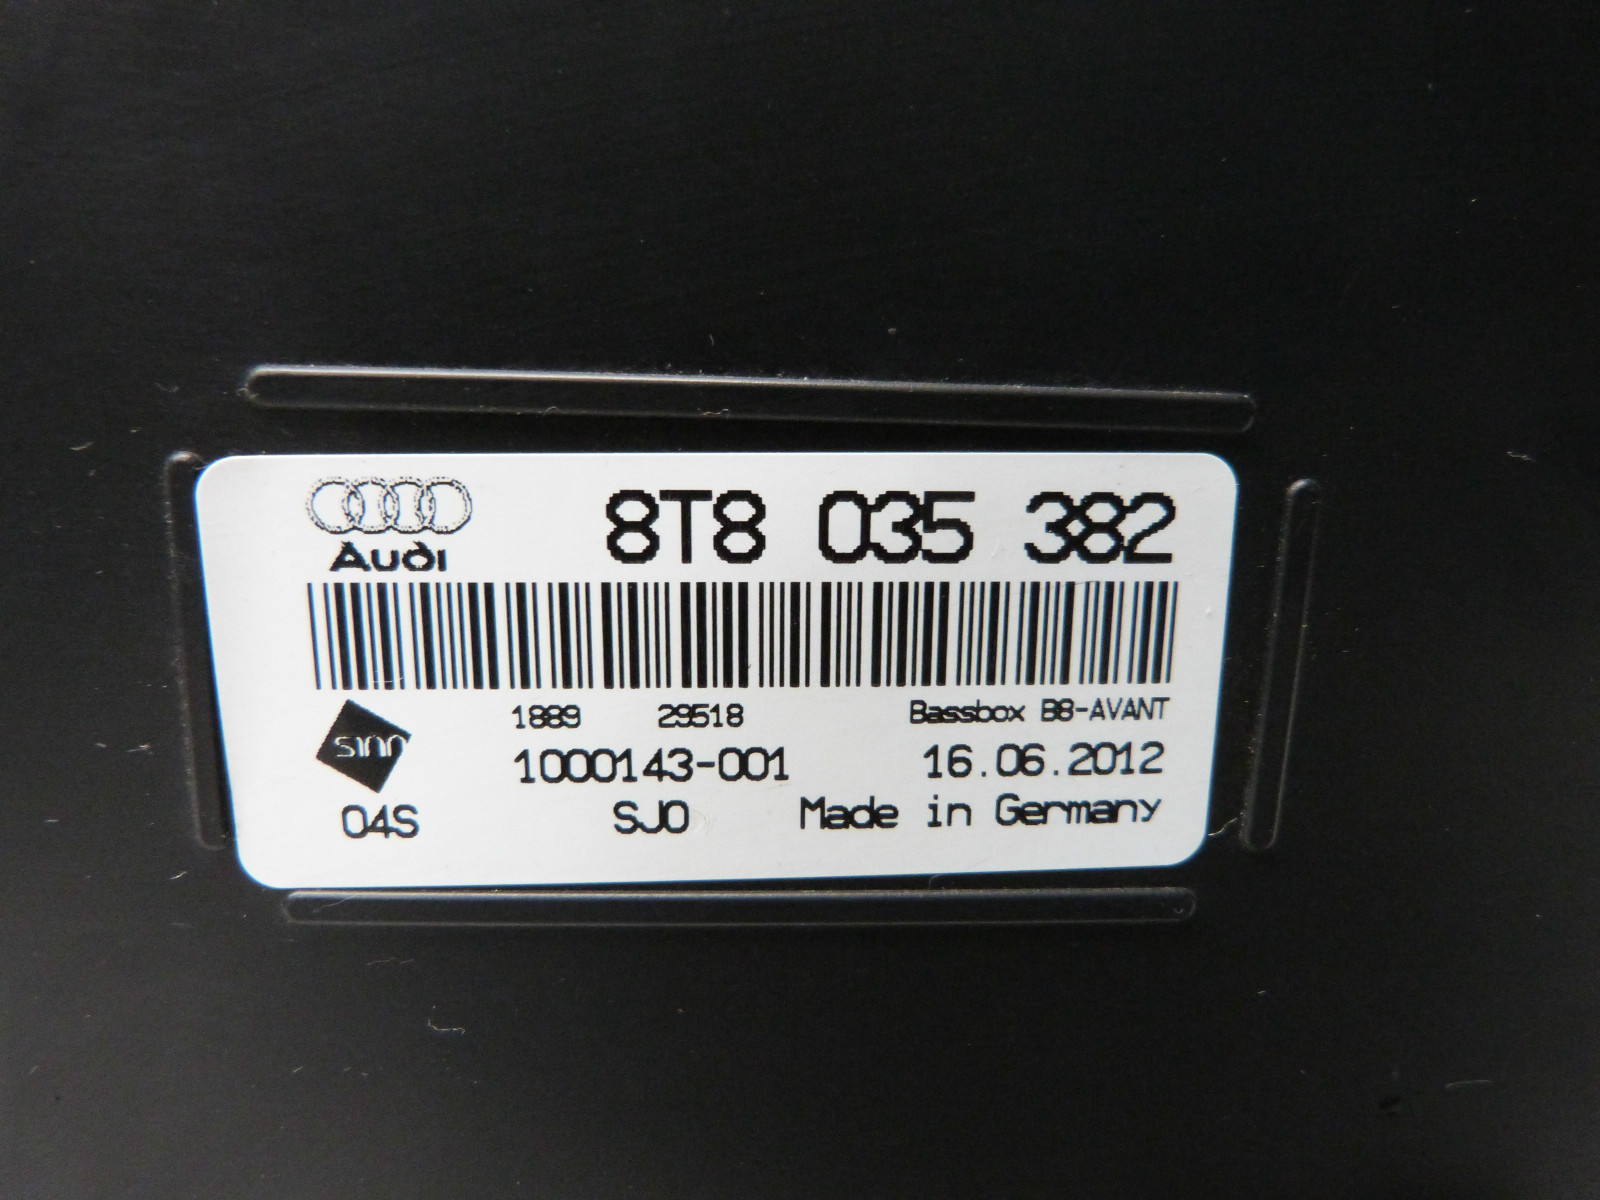 Audi
8T8 035 382
1889 29518 Bassbox B8-AVANT
sinn
1000143-001 16.06.2012
04S SJ0 Made in Germany